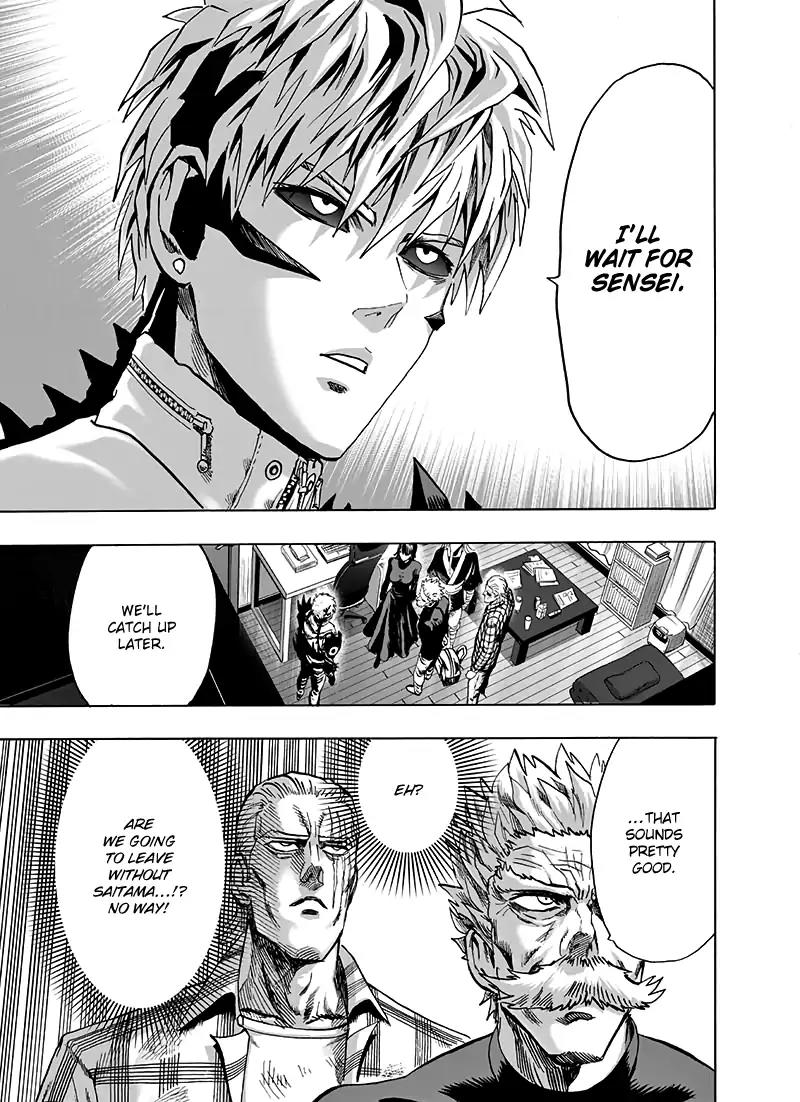 I'LL
WAIT FOR
SENSEI.
WE'LL
CATCH UP
LATER.
...THAT
SOUNDS
PRETTY
GOOD.
EH?
ARE
WE GOING
TO LEAVE
WITHOUT
SAITAMA...!?
NO WAY!